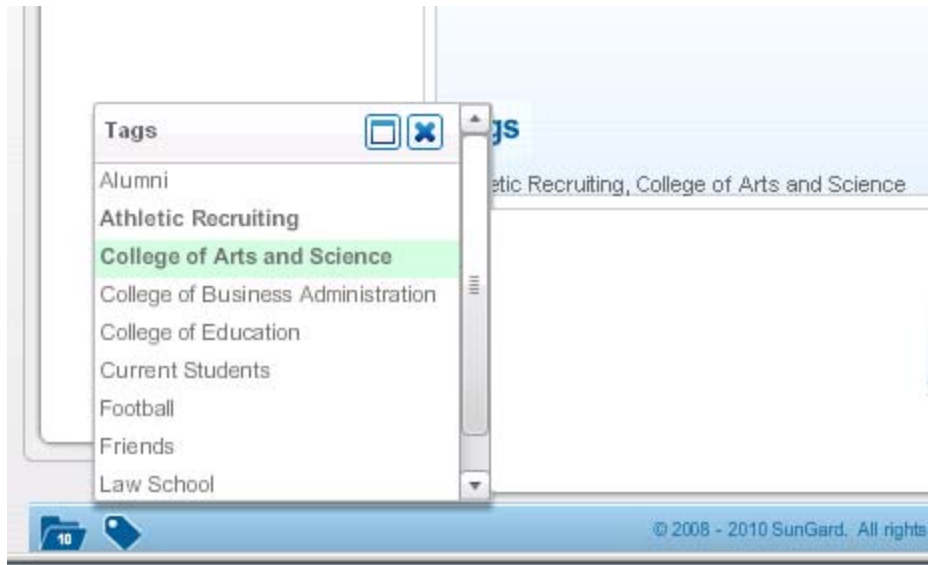 Tags
gs
Alumni
etic Recruiting, College of Arts and Science
Athletic Recruiting
College of Arts and Science
College of Business Administration
College of Education
Current Students
Football
Friends
Law School
10
© 2008 - 2010 SunGard. All rights